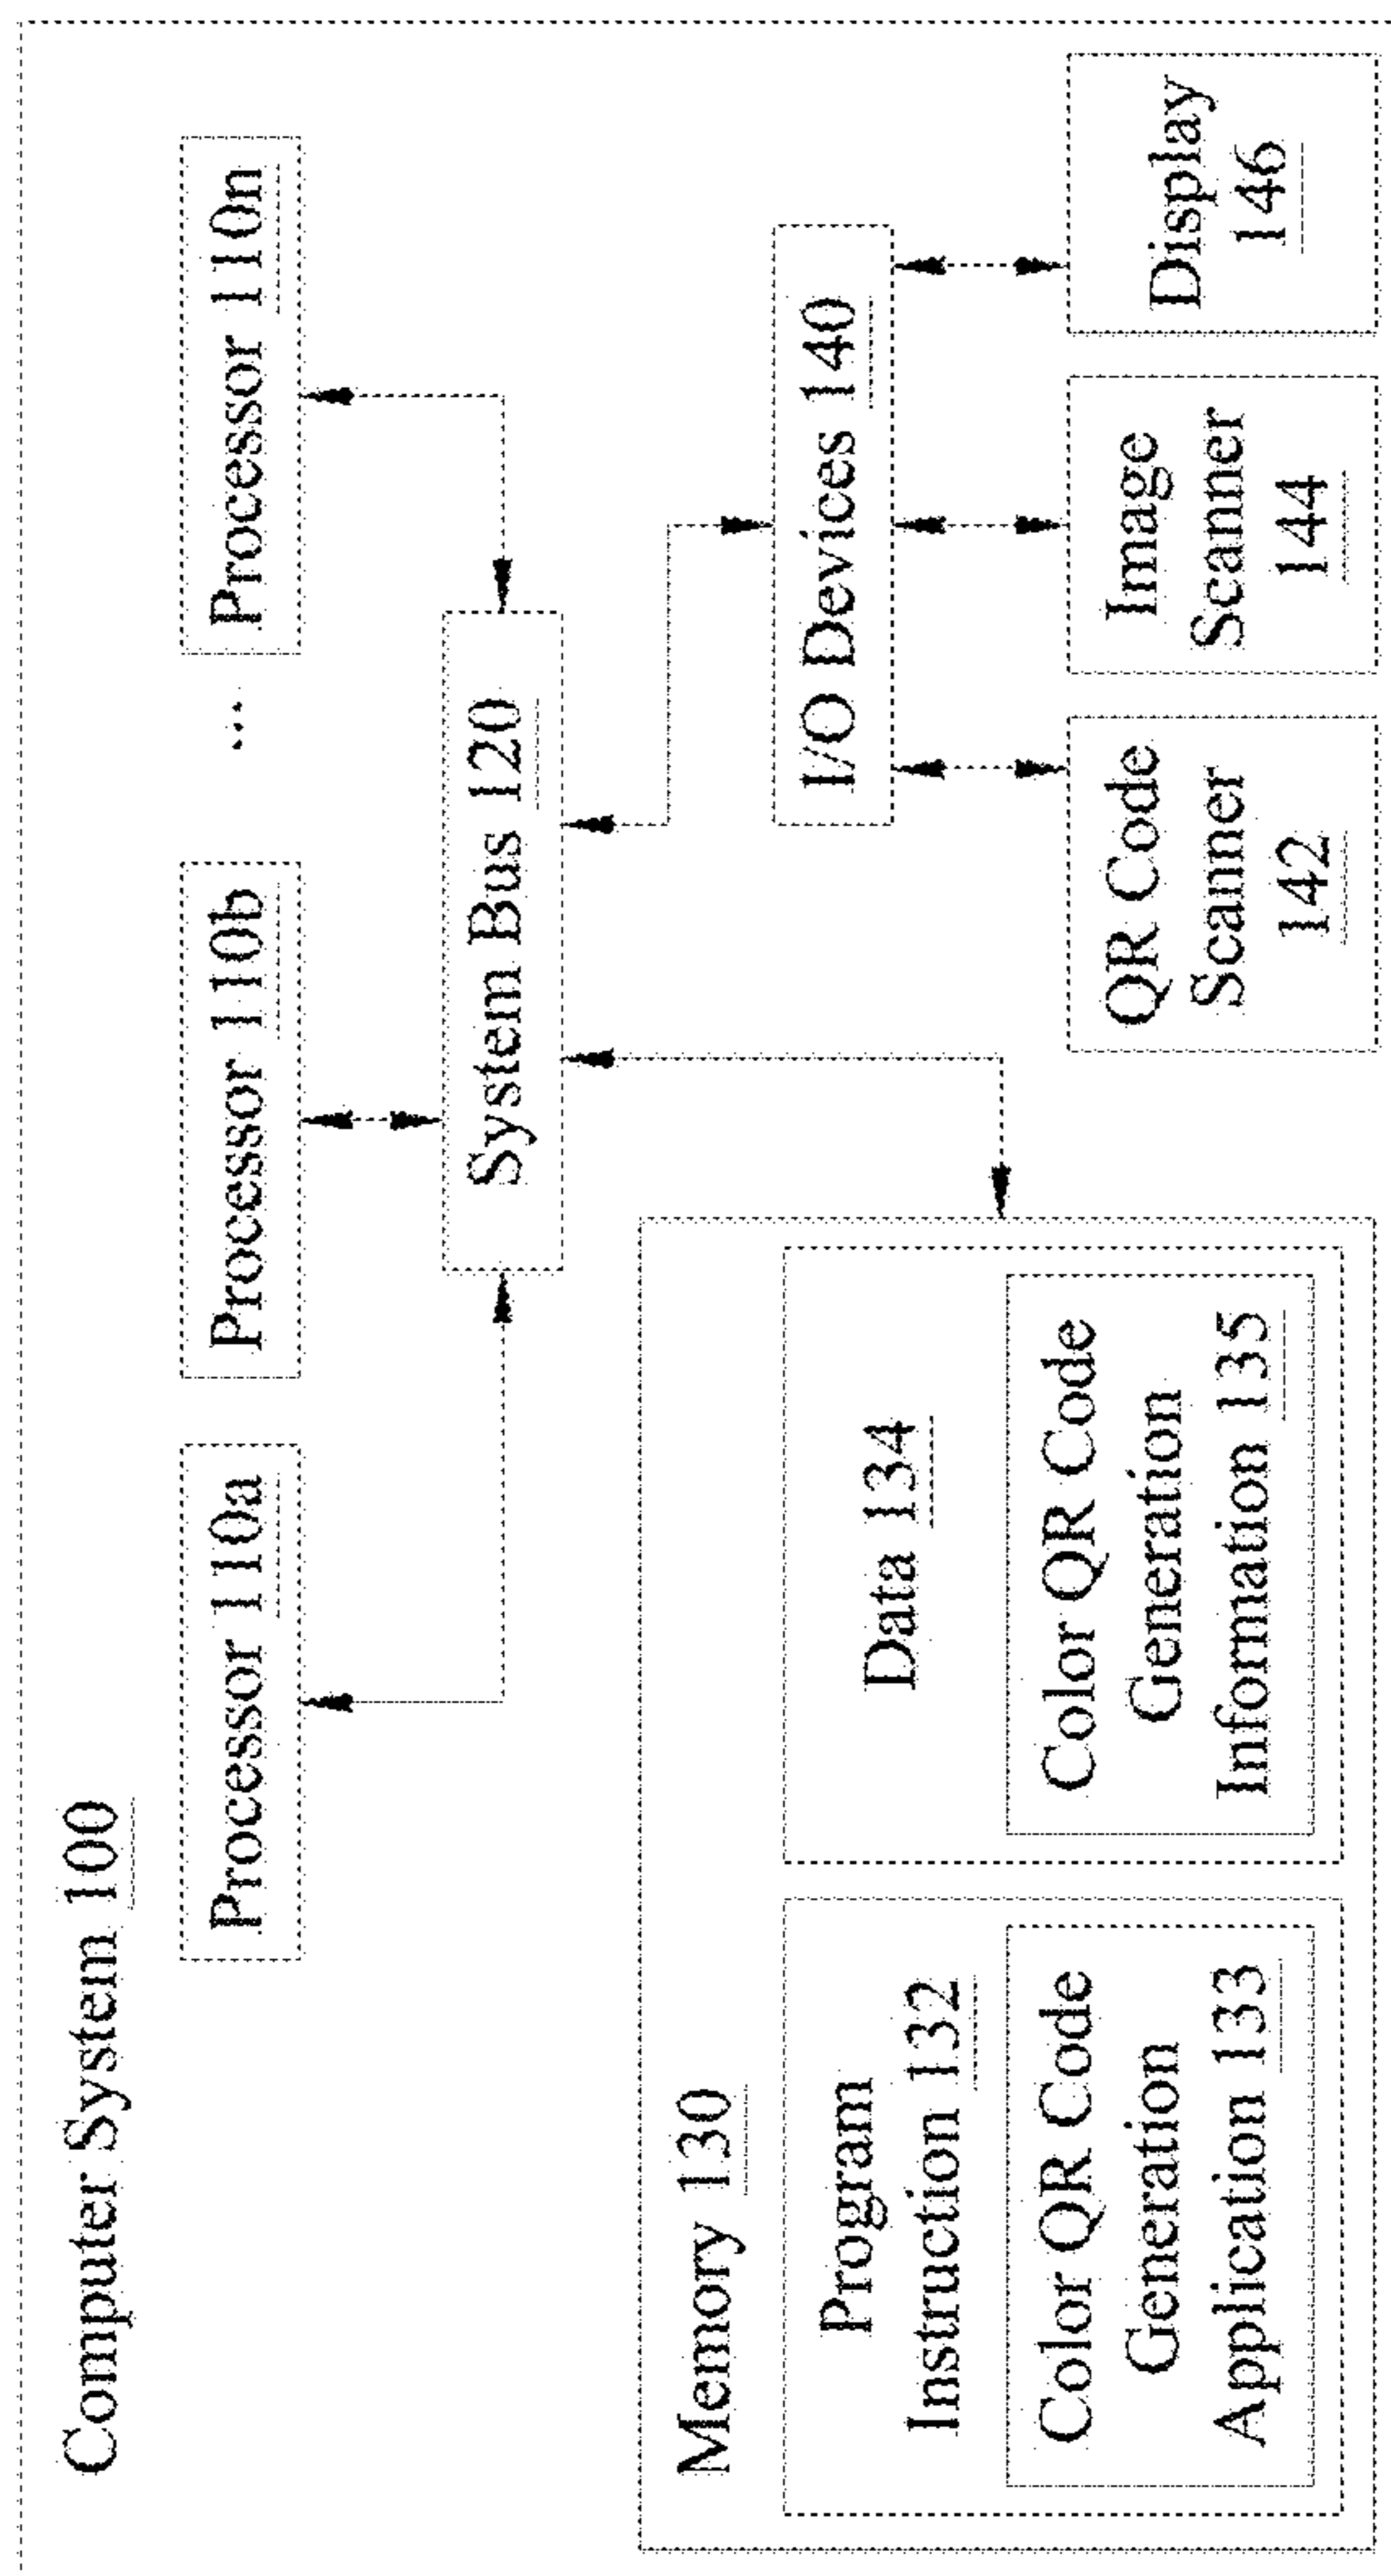 Computer System 100
Processor 110a
Processor 110b
...
Processor 110n
System Bus 120
Memory 130
Program
Instruction 132
Color QR Code
Generation
Application 133
Data 134
Color QR Code
Generation
Information 135
I/O Devices 140
QR Code
Scanner
142
Image
Scanner
144
Display
146